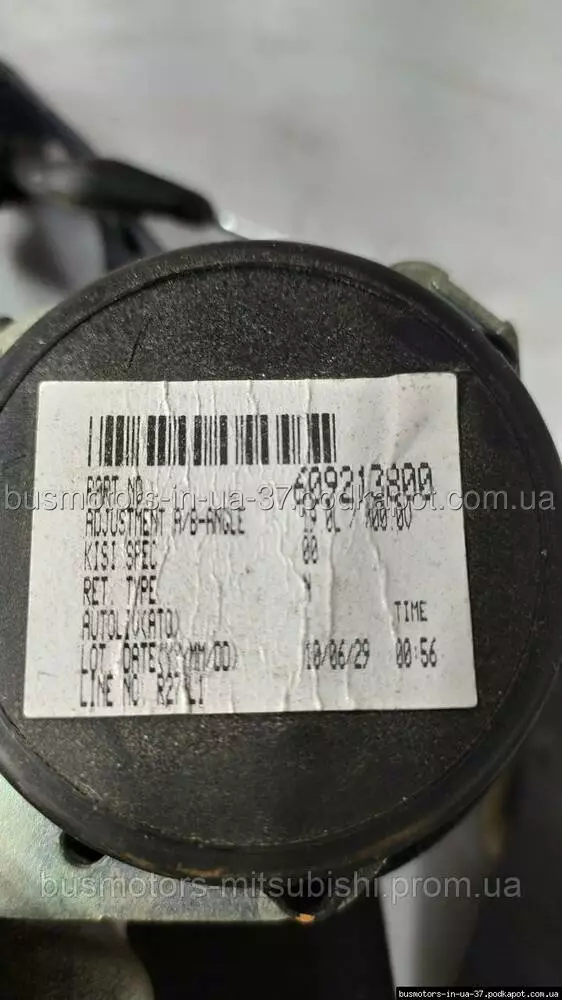 PART NO. 609213800
busmotors-in-ua-37.podkapot.com.ua
ADJUSTMENT A/B-ANGLE
KISI SPEC 00
RET. TYPE N
AUTOLIV(ATO) TIME
LOT. DATE(YY/MM/DD) 10/06/29 00:56
LINE NO.
busmotors-mitsubishi.prom.ua
busmotors-in-ua-37.podkapot.com.ua